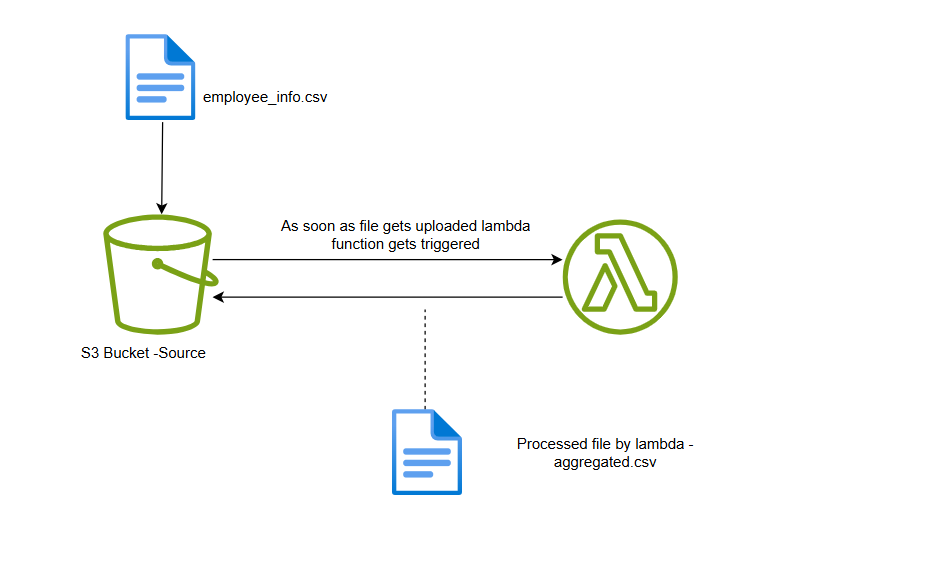 employee_info.csv
As soon as file gets uploaded lambda
function gets triggered
S3 Bucket -Source
Processed file by lambda -
aggregated.csv